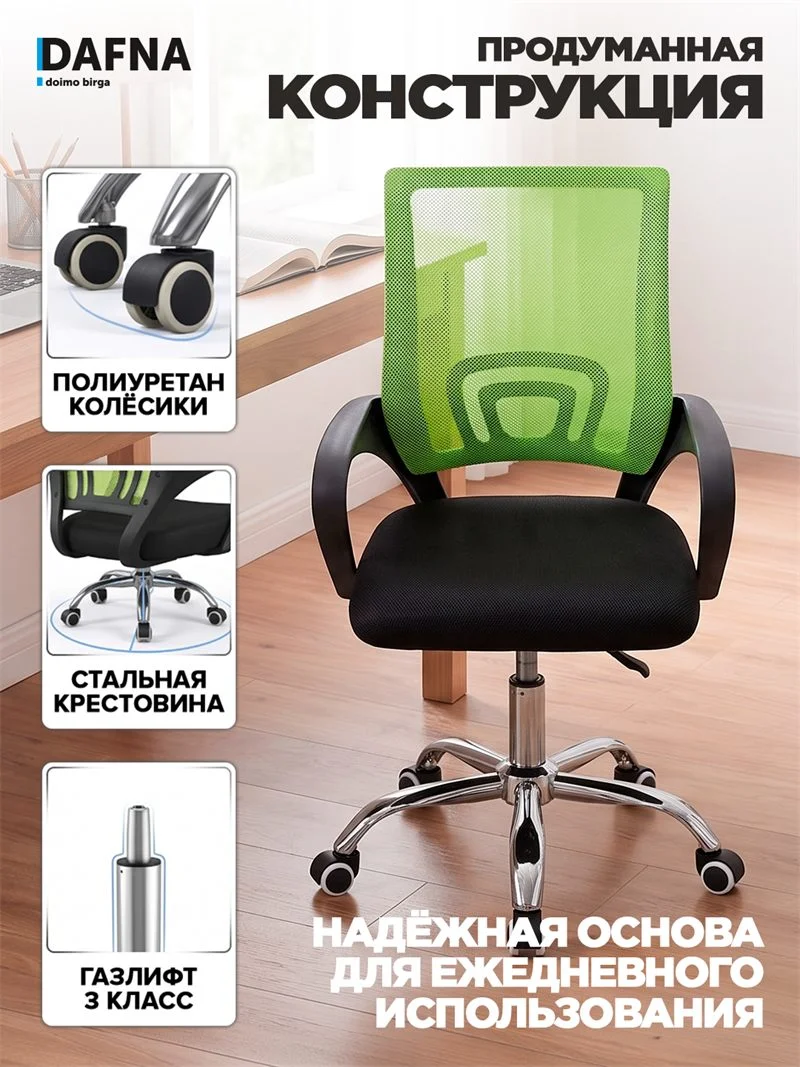 DAFNA
doimo birga
ПРОДУМАННАЯ
КОНСТРУКЦИЯ
ПОЛИУРЕТАН
КОЛЁСИКИ
СТАЛЬНАЯ
КРЕСТОВИНА
ГАЗЛИФТ
3 КЛАСС
НАДЁЖНАЯ ОСНОВА
ДЛЯ ЕЖЕДНЕВНОГО
ИСПОЛЬЗОВАНИЯ